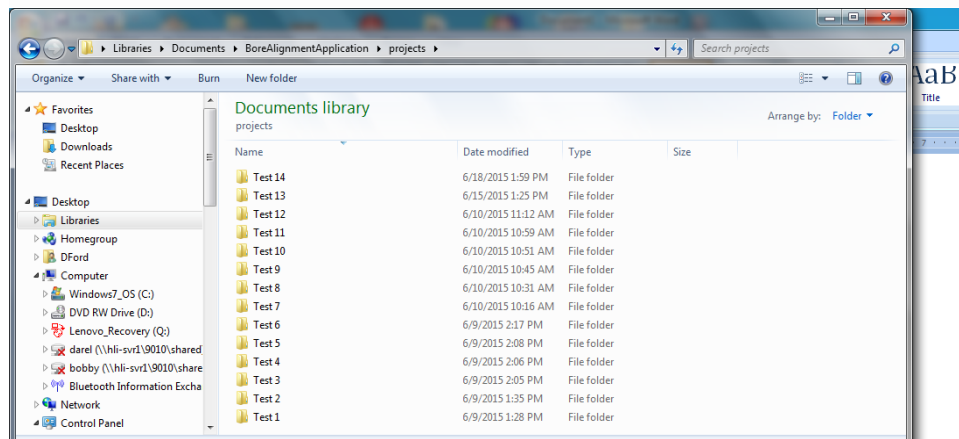 Libraries Documents BoreAlignmentApplication projects
Search projects
Organize Share with Burn New folder
Favorites
Desktop
Downloads
Recent Places
Desktop
Libraries
Homegroup
DFord
Computer
Windows7_OS (C:)
DVD RW Drive (D:)
Lenovo_Recovery (Q:)
darel (\\hli-svr1\9010\shared
bobby (\\hli-svr1\9010\share
Bluetooth Information Excha
Network
Control Panel
Documents library
projects
Arrange by: Folder
Name Date modified Type Size
Test 14 6/18/2015 1:59 PM File folder
Test 13 6/15/2015 1:25 PM File folder
Test 12 6/10/2015 11:12 AM File folder
Test 11 6/10/2015 10:59 AM File folder
Test 10 6/10/2015 10:51 AM File folder
Test 9 6/10/2015 10:45 AM File folder
Test 8 6/10/2015 10:31 AM File folder
Test 7 6/10/2015 10:16 AM File folder
Test 6 6/9/2015 2:17 PM File folder
Test 5 6/9/2015 2:08 PM File folder
Test 4 6/9/2015 2:06 PM File folder
Test 3 6/9/2015 2:05 PM File folder
Test 2 6/9/2015 1:35 PM File folder
Test 1 6/9/2015 1:28 PM File folder
AaB
Title
7